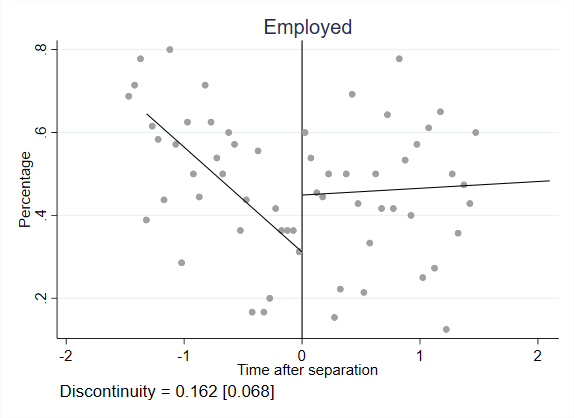 Employed
Percentage
.8
.6
.4
.2
-2 -1 0 1 2
Time after separation
Discontinuity = 0.162 [0.068]